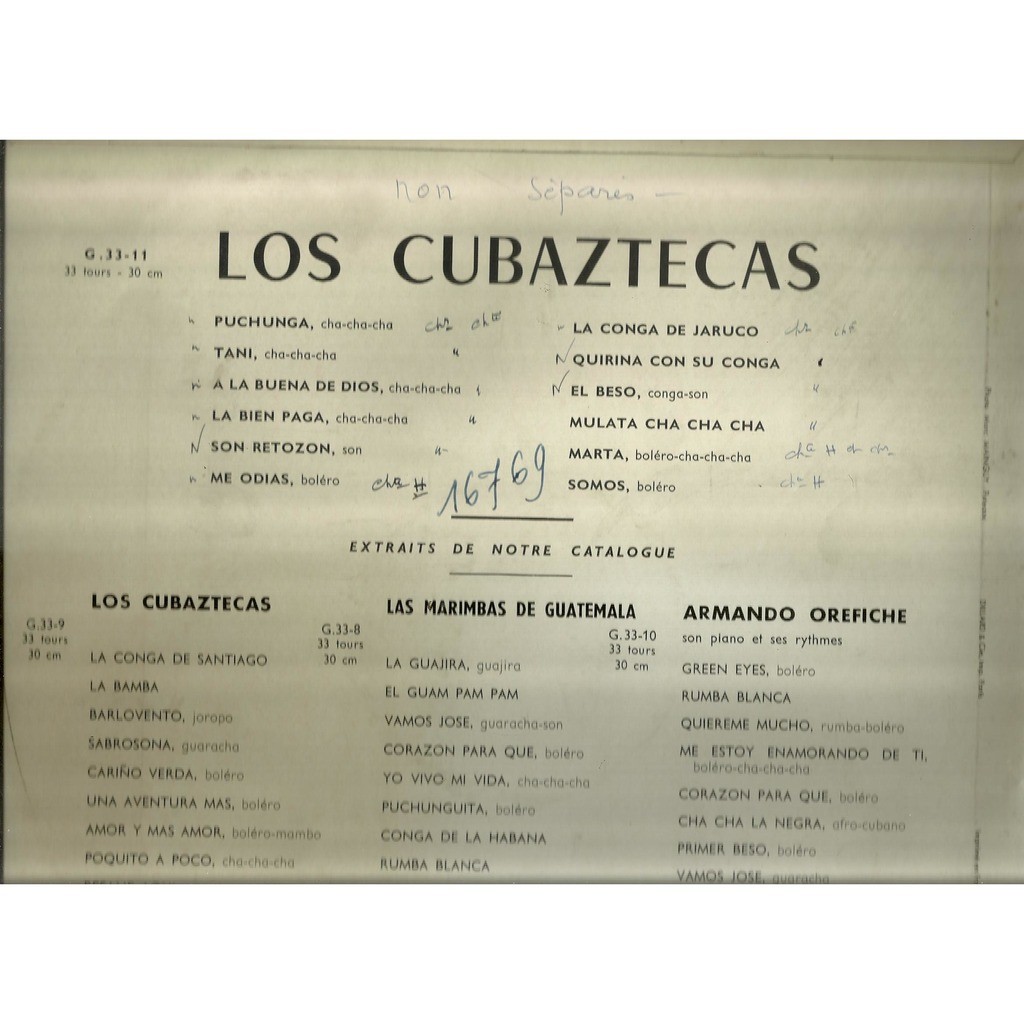 non Séparés -
G.33-11
33 tours - 30 cm
LOS CUBAZTECAS
PUCHUNGA, cha-cha-cha
TANI, cha-cha-cha "
A LA BUENA DE DIOS, cha-cha-cha
LA BIEN PAGA, cha-cha-cha "
SON RETOZON, son "
ME ODIAS, boléro
LA CONGA DE JARUCO
QUIRINA CON SU CONGA
EL BESO, conga-son "
MULATA CHA CHA CHA "
MARTA, boléro-cha-cha-cha
SOMOS, boléro
16769
EXTRAITS DE NOTRE CATALOGUE
LOS CUBAZTECAS
G.33-9
33 tours
30 cm
LA CONGA DE SANTIAGO
LA BAMBA
BARLOVENTO, joropo
SABROSONA, guaracha
CARIÑO VERDA, boléro
UNA AVENTURA MAS, boléro
AMOR Y MAS AMOR, boléro-mambo
POQUITO A POCO, cha-cha-cha
LAS MARIMBAS DE GUATEMALA
G.33-8
33 tours
30 cm
LA GUAJIRA, guajira
EL GUAM PAM PAM
VAMOS JOSE, guaracha-son
CORAZON PARA QUE, boléro
YO VIVO MI VIDA, cha-cha-cha
PUCHUNGUITA, boléro
CONGA DE LA HABANA
RUMBA BLANCA
ARMANDO OREFICHE
son piano et ses rythmes
G.33-10
33 tours
30 cm
GREEN EYES, boléro
RUMBA BLANCA
QUIEREME MUCHO, rumba-boléro
ME ESTOY ENAMORANDO DE TI,
boléro-cha-cha-cha
CORAZON PARA QUE, boléro
CHA CHA LA NEGRA, afro-cubano
PRIMER BESO, boléro
VAMOS JOSE, guaracha